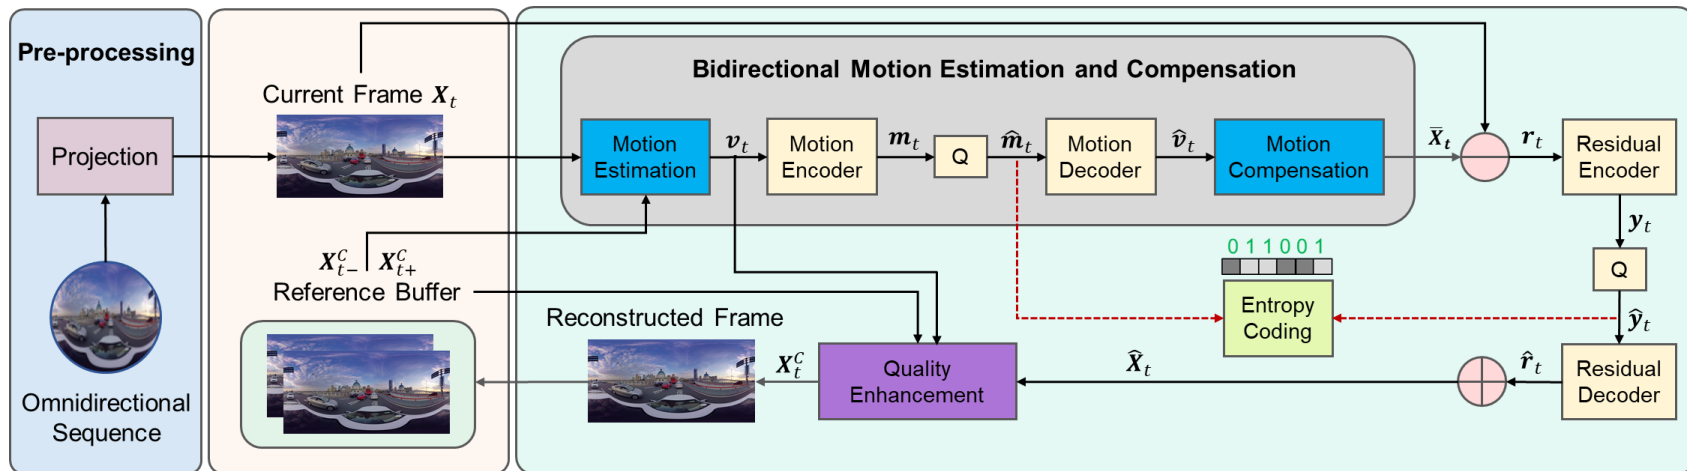 Pre-processing
Projection
Omnidirectional
Sequence
Current Frame X_t
X^C_{t-} X^C_{t+}
Reference Buffer
Bidirectional Motion Estimation and Compensation
Motion
Estimation
v_t
Motion
Encoder
m_t
Q
m̂_t
Motion
Decoder
v̂_t
Motion
Compensation
X̄_t
r_t
Residual
Encoder
y_t
Q
ŷ_t
Residual
Decoder
r̂_t
0 1 1 0 0 1
Entropy
Coding
X̂_t
Quality
Enhancement
X^C_t
Reconstructed Frame